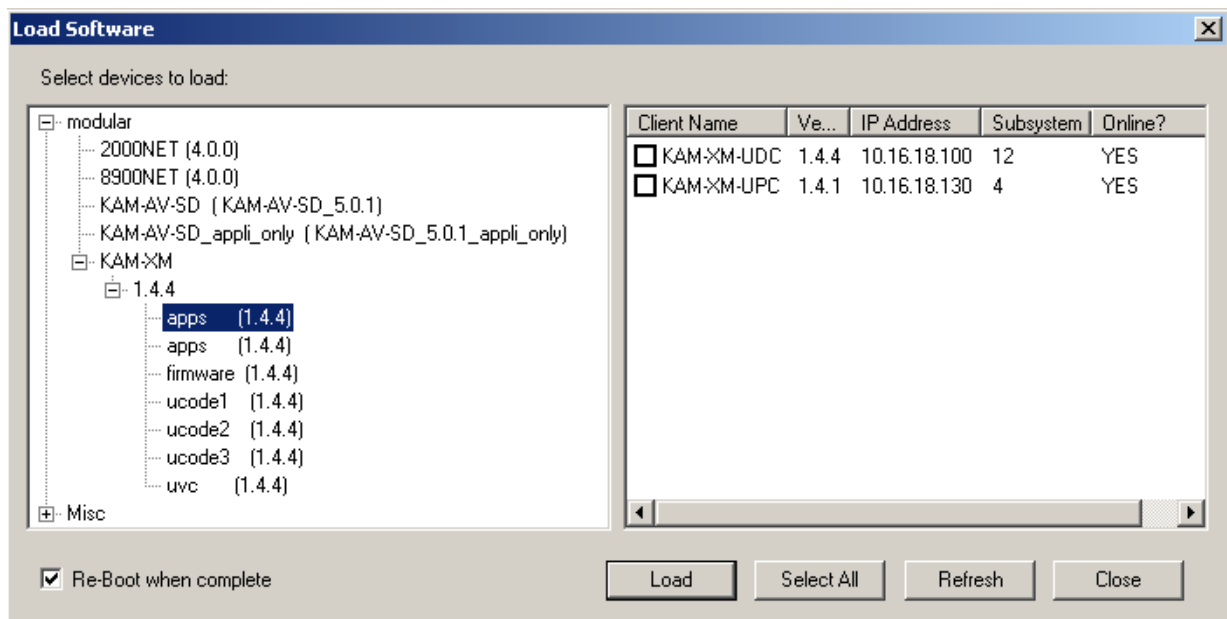 Load Software
Select devices to load:
modular
2000NET (4.0.0)
8900NET (4.0.0)
KAM-AV-SD ( KAM-AV-SD_5.0.1)
KAM-AV-SD_appli_only ( KAM-AV-SD_5.0.1_appli_only)
KAM-XM
1.4.4
apps (1.4.4)
apps (1.4.4)
firmware (1.4.4)
ucode1 (1.4.4)
ucode2 (1.4.4)
ucode3 (1.4.4)
uvc (1.4.4)
Misc
Client Name Ve... IP Address Subsystem Online?
KAM-XM-UDC 1.4.4 10.16.18.100 12 YES
KAM-XM-UPC 1.4.1 10.16.18.130 4 YES
Re-Boot when complete
Load Select All Refresh Close